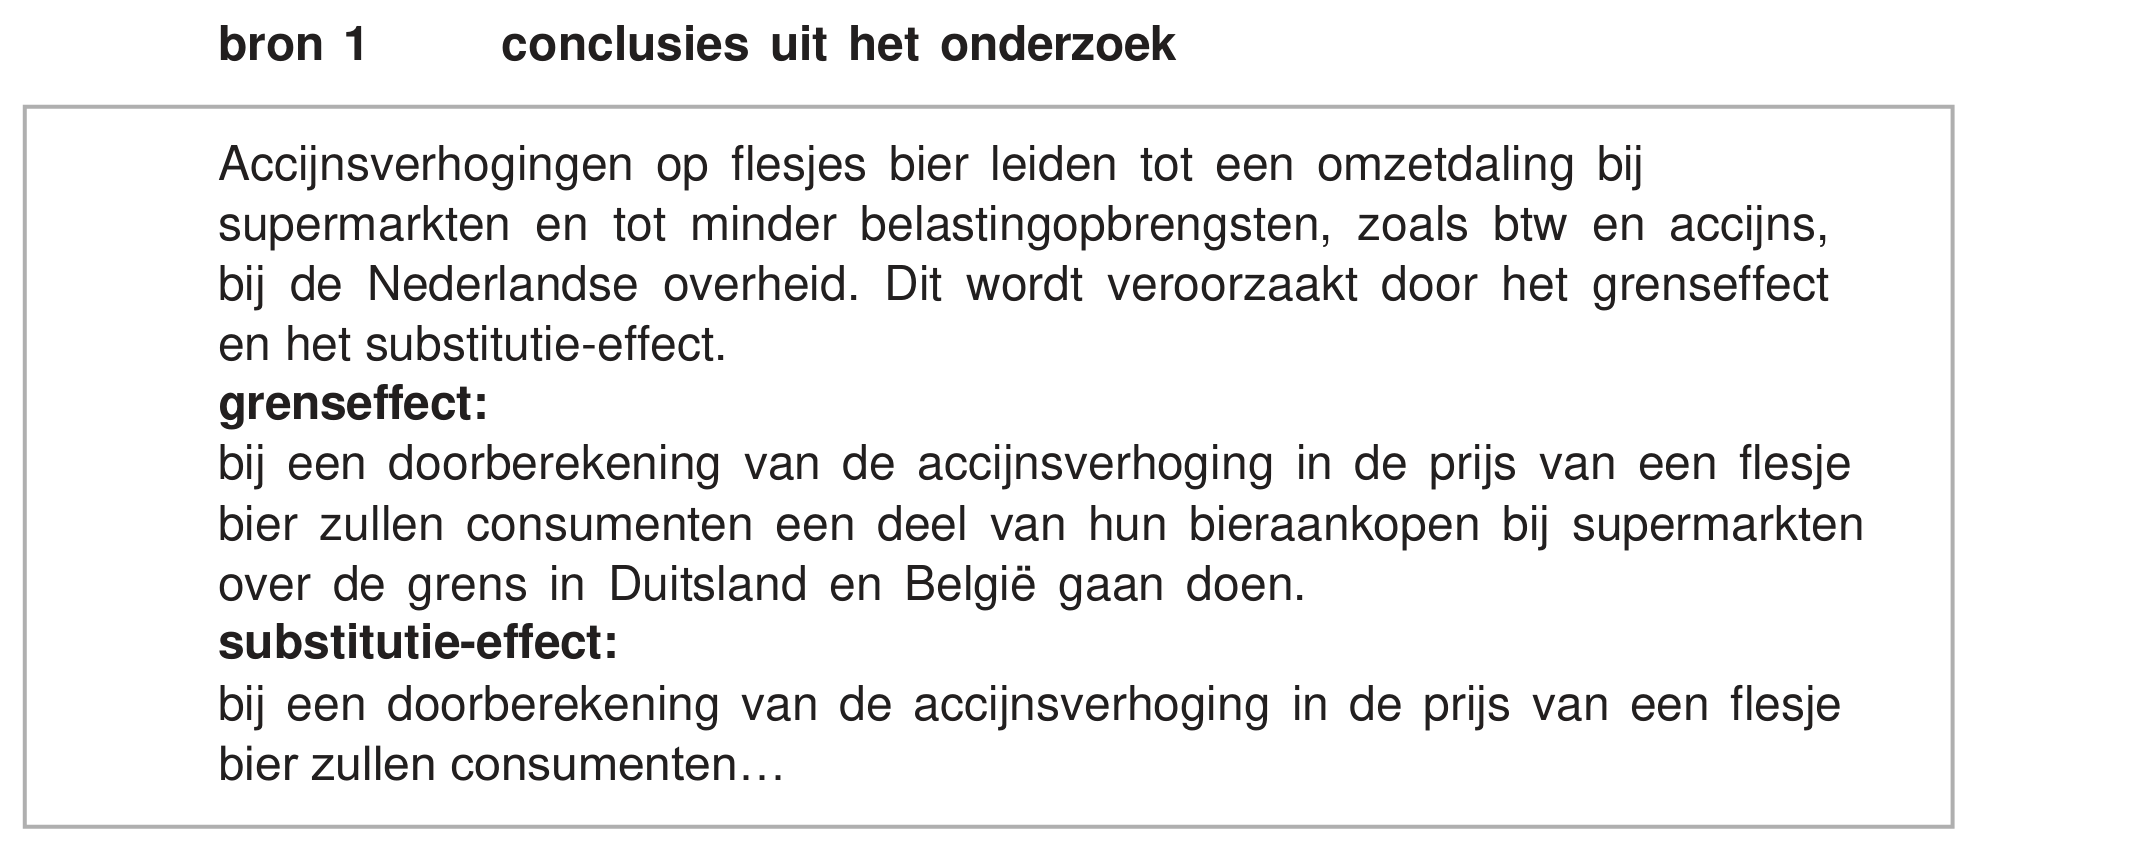 bron 1 conclusies uit het onderzoek
Accijnsverhogingen op flesjes bier leiden tot een omzetdaling bij
supermarkten en tot minder belastingopbrengsten, zoals btw en accijns,
bij de Nederlandse overheid. Dit wordt veroorzaakt door het grenseffect
en het substitutie-effect.
grenseffect:
bij een doorberekening van de accijnsverhoging in de prijs van een flesje
bier zullen consumenten een deel van hun bieraankopen bij supermarkten
over de grens in Duitsland en België gaan doen.
substitutie-effect:
bij een doorberekening van de accijnsverhoging in de prijs van een flesje
bier zullen consumenten…